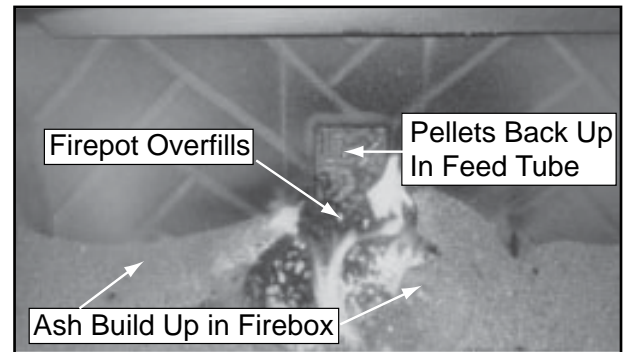 Firepot Overfills
Pellets Back Up
In Feed Tube
Ash Build Up in Firebox